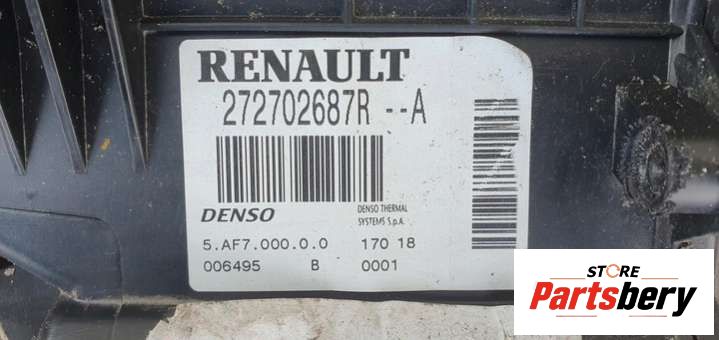 RENAULT
272702687R --A
DENSO
DENSO THERMAL
SYSTEMS S.p.A.
5.AF7.000.0.0 170 18
006495 B 0001
STORE
Partsbery